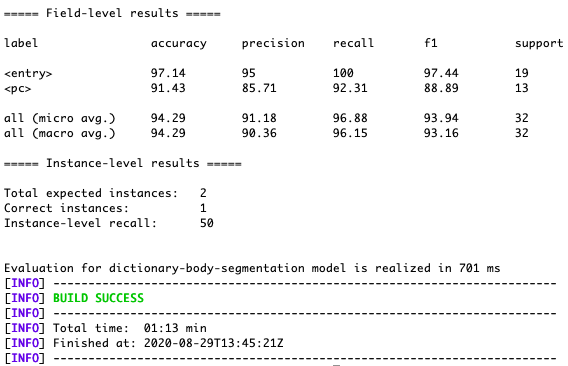 ===== Field-level results =====
label accuracy precision recall f1 support
<entry> 97.14 95 100 97.44 19
<pc> 91.43 85.71 92.31 88.89 13
all (micro avg.) 94.29 91.18 96.88 93.94 32
all (macro avg.) 94.29 90.36 96.15 93.16 32
===== Instance-level results =====
Total expected instances: 2
Correct instances: 1
Instance-level recall: 50
Evaluation for dictionary-body-segmentation model is realized in 701 ms
[INFO] ------------------------------------------------------------------------
[INFO] BUILD SUCCESS
[INFO] ------------------------------------------------------------------------
[INFO] Total time: 01:13 min
[INFO] Finished at: 2020-08-29T13:45:21Z
[INFO] ------------------------------------------------------------------------